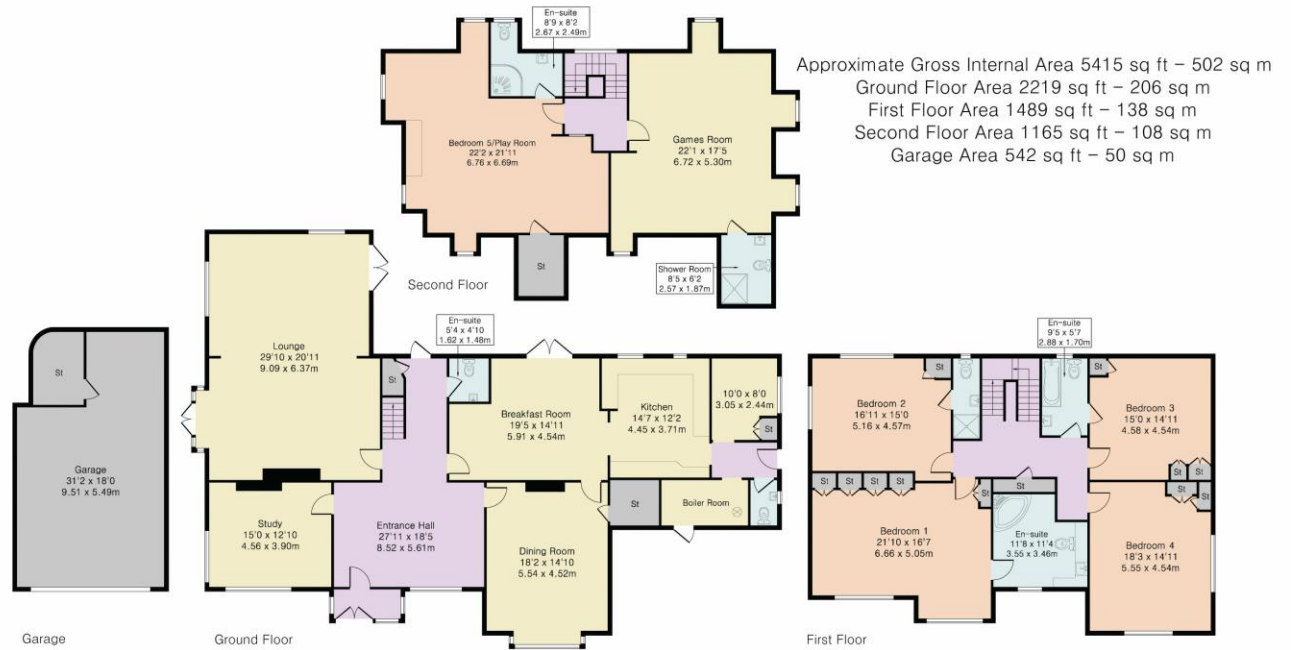 En-suite
8'9 x 8'2
2.67 x 2.49m
Bedroom 5/Play Room
22'2 x 21'11
6.76 x 6.69m
Games Room
22'1 x 17'5
6.72 x 5.30m
St
Shower Room
8'5 x 6'2
2.57 x 1.87m
Second Floor
Approximate Gross Internal Area 5415 sq ft - 502 sq m
Ground Floor Area 2219 sq ft - 206 sq m
First Floor Area 1489 sq ft - 138 sq m
Second Floor Area 1165 sq ft - 108 sq m
Garage Area 542 sq ft - 50 sq m
St
Garage
31'2 x 18'0
9.51 x 5.49m
Garage
Lounge
29'10 x 20'11
9.09 x 6.37m
St
En-suite
5'4 x 4'10
1.62 x 1.48m
Breakfast Room
19'5 x 14'11
5.91 x 4.54m
Kitchen
14'7 x 12'2
4.45 x 3.71m
10'0 x 8'0
3.05 x 2.44m
St
Study
15'0 x 12'10
4.56 x 3.90m
Entrance Hall
27'11 x 18'5
8.52 x 5.61m
Dining Room
18'2 x 14'10
5.54 x 4.52m
St
Boiler Room
Ground Floor
En-suite
9'5 x 5'7
2.88 x 1.70m
St
St
Bedroom 2
16'11 x 15'0
5.16 x 4.57m
Bedroom 3
15'0 x 14'11
4.58 x 4.54m
St
St
St
St
St
St
St
St
St
St
Bedroom 1
21'10 x 16'7
6.66 x 5.05m
En-suite
11'8 x 11'4
3.55 x 3.46m
Bedroom 4
18'3 x 14'11
5.55 x 4.54m
First Floor